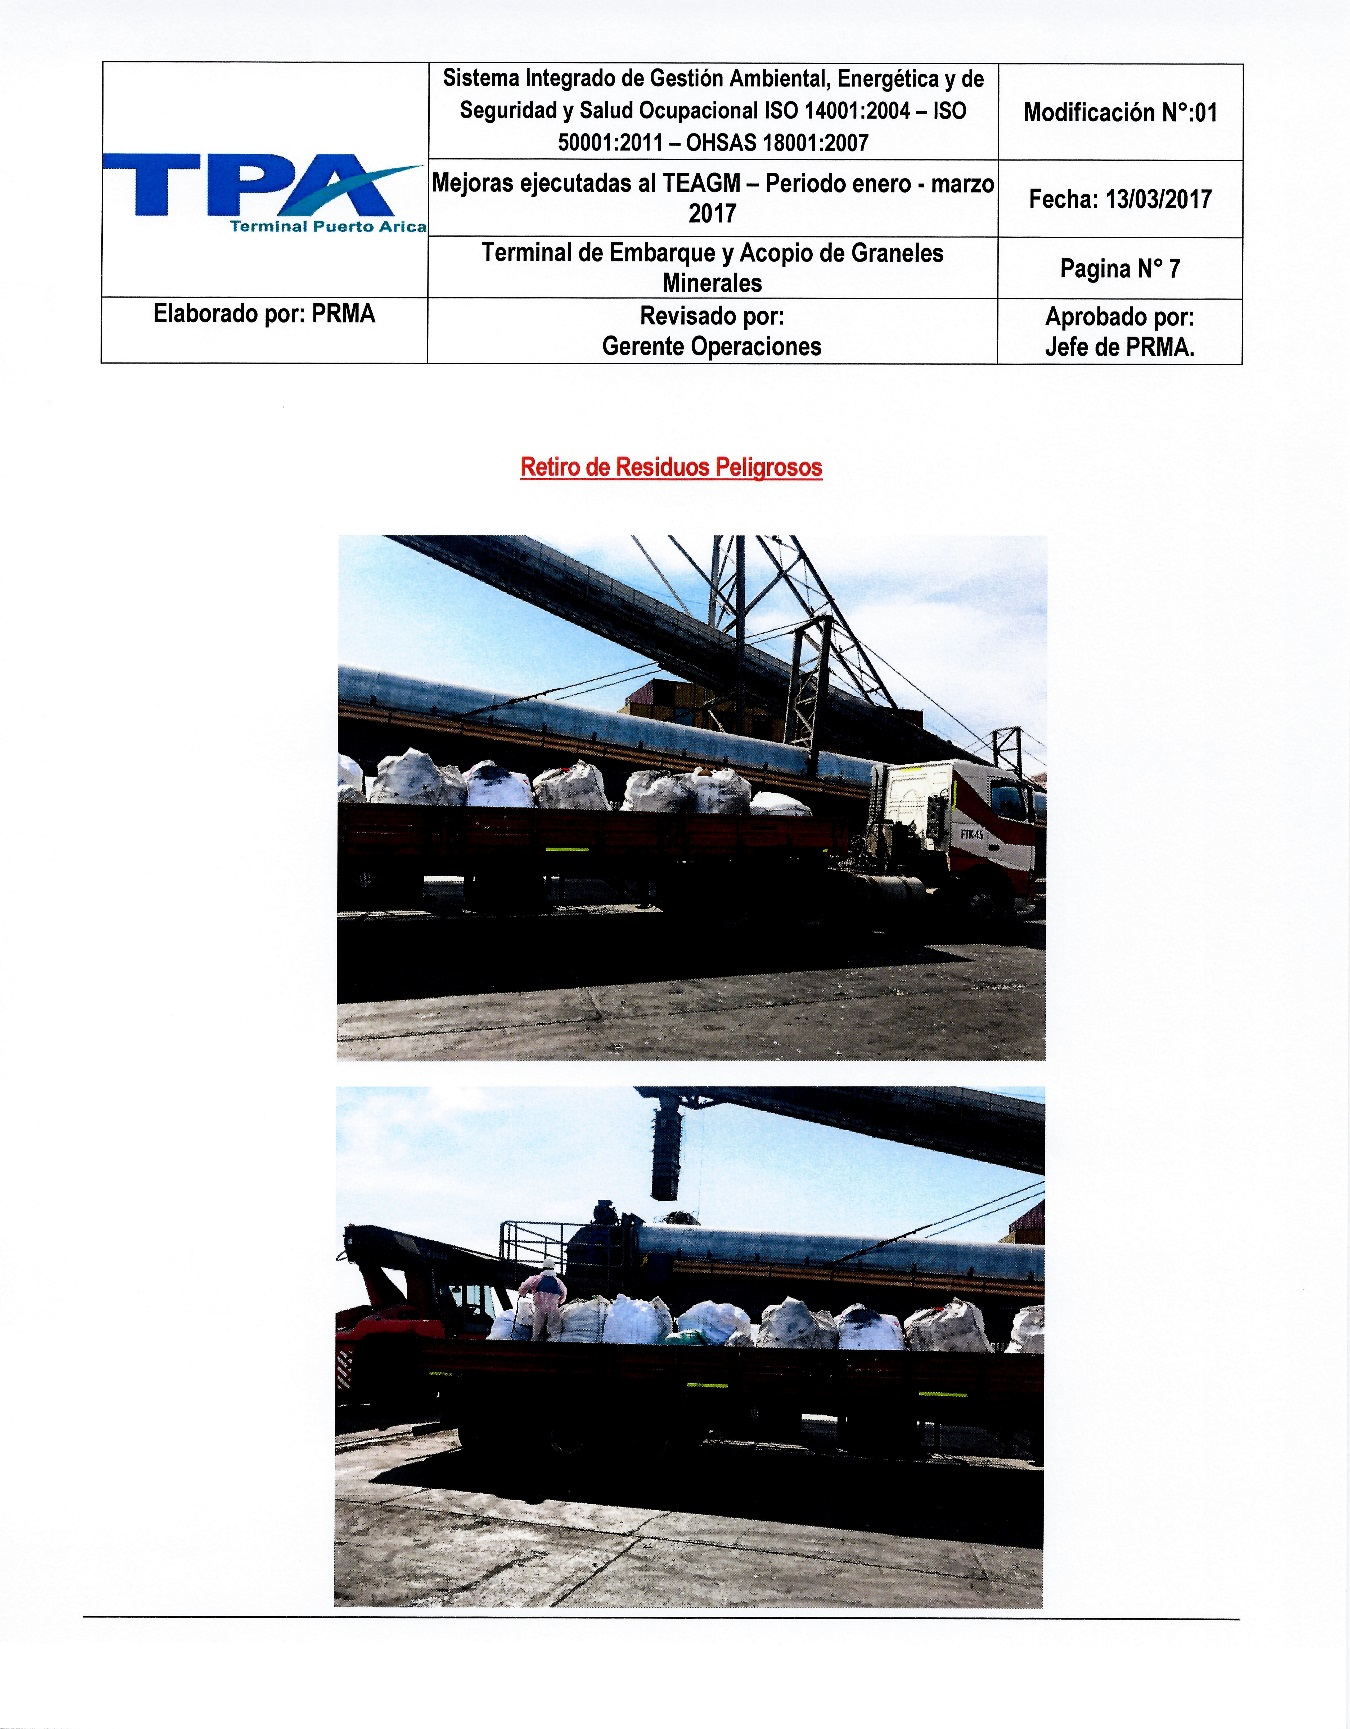 TPA
Terminal Puerto Arica
Sistema Integrado de Gestión Ambiental, Energética y de
Seguridad y Salud Ocupacional ISO 14001:2004 – ISO
50001:2011 – OHSAS 18001:2007
Modificación N°:01
Mejoras ejecutadas al TEAGM – Periodo enero - marzo
2017
Fecha: 13/03/2017
Terminal de Embarque y Acopio de Graneles
Minerales
Pagina N° 7
Elaborado por: PRMA
Revisado por:
Gerente Operaciones
Aprobado por:
Jefe de PRMA.
Retiro de Residuos Peligrosos